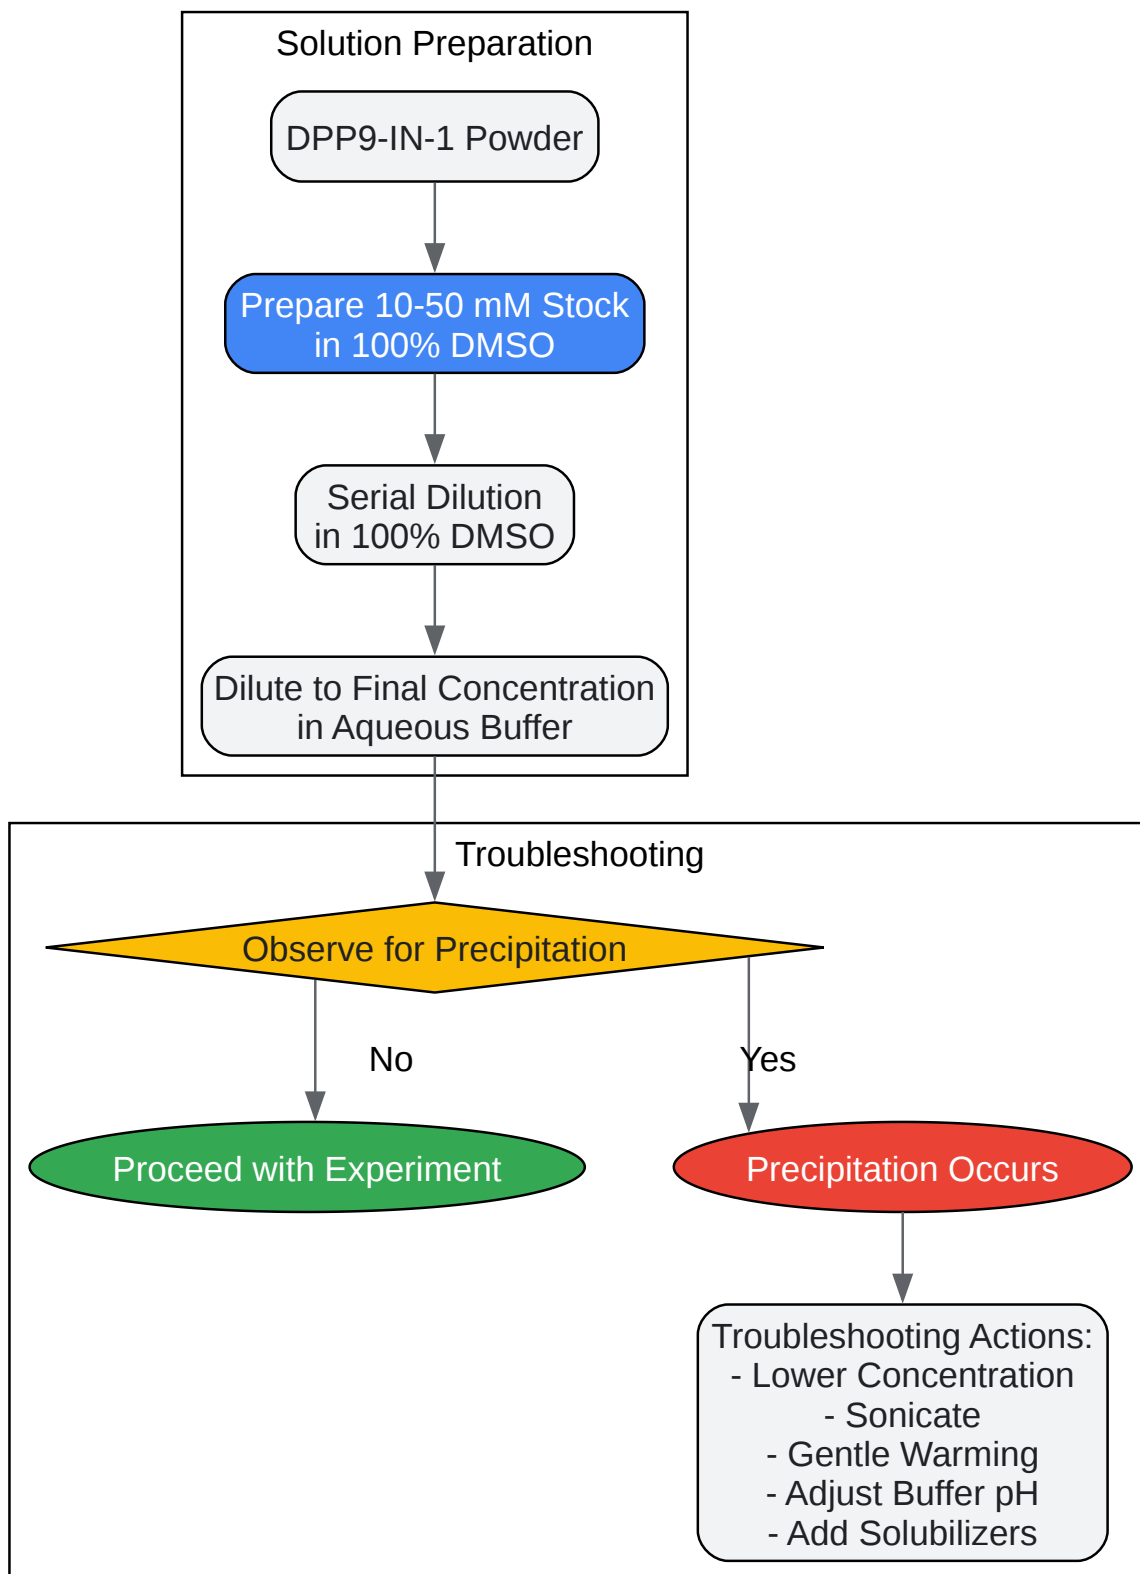 Solution Preparation
DPP9-IN-1 Powder
Prepare 10-50 mM Stock
in 100% DMSO
Serial Dilution
in 100% DMSO
Dilute to Final Concentration
in Aqueous Buffer
Troubleshooting
Observe for Precipitation
No
Yes
Proceed with Experiment
Precipitation Occurs
Troubleshooting Actions:
- Lower Concentration
- Sonicate
- Gentle Warming
- Adjust Buffer pH
- Add Solubilizers